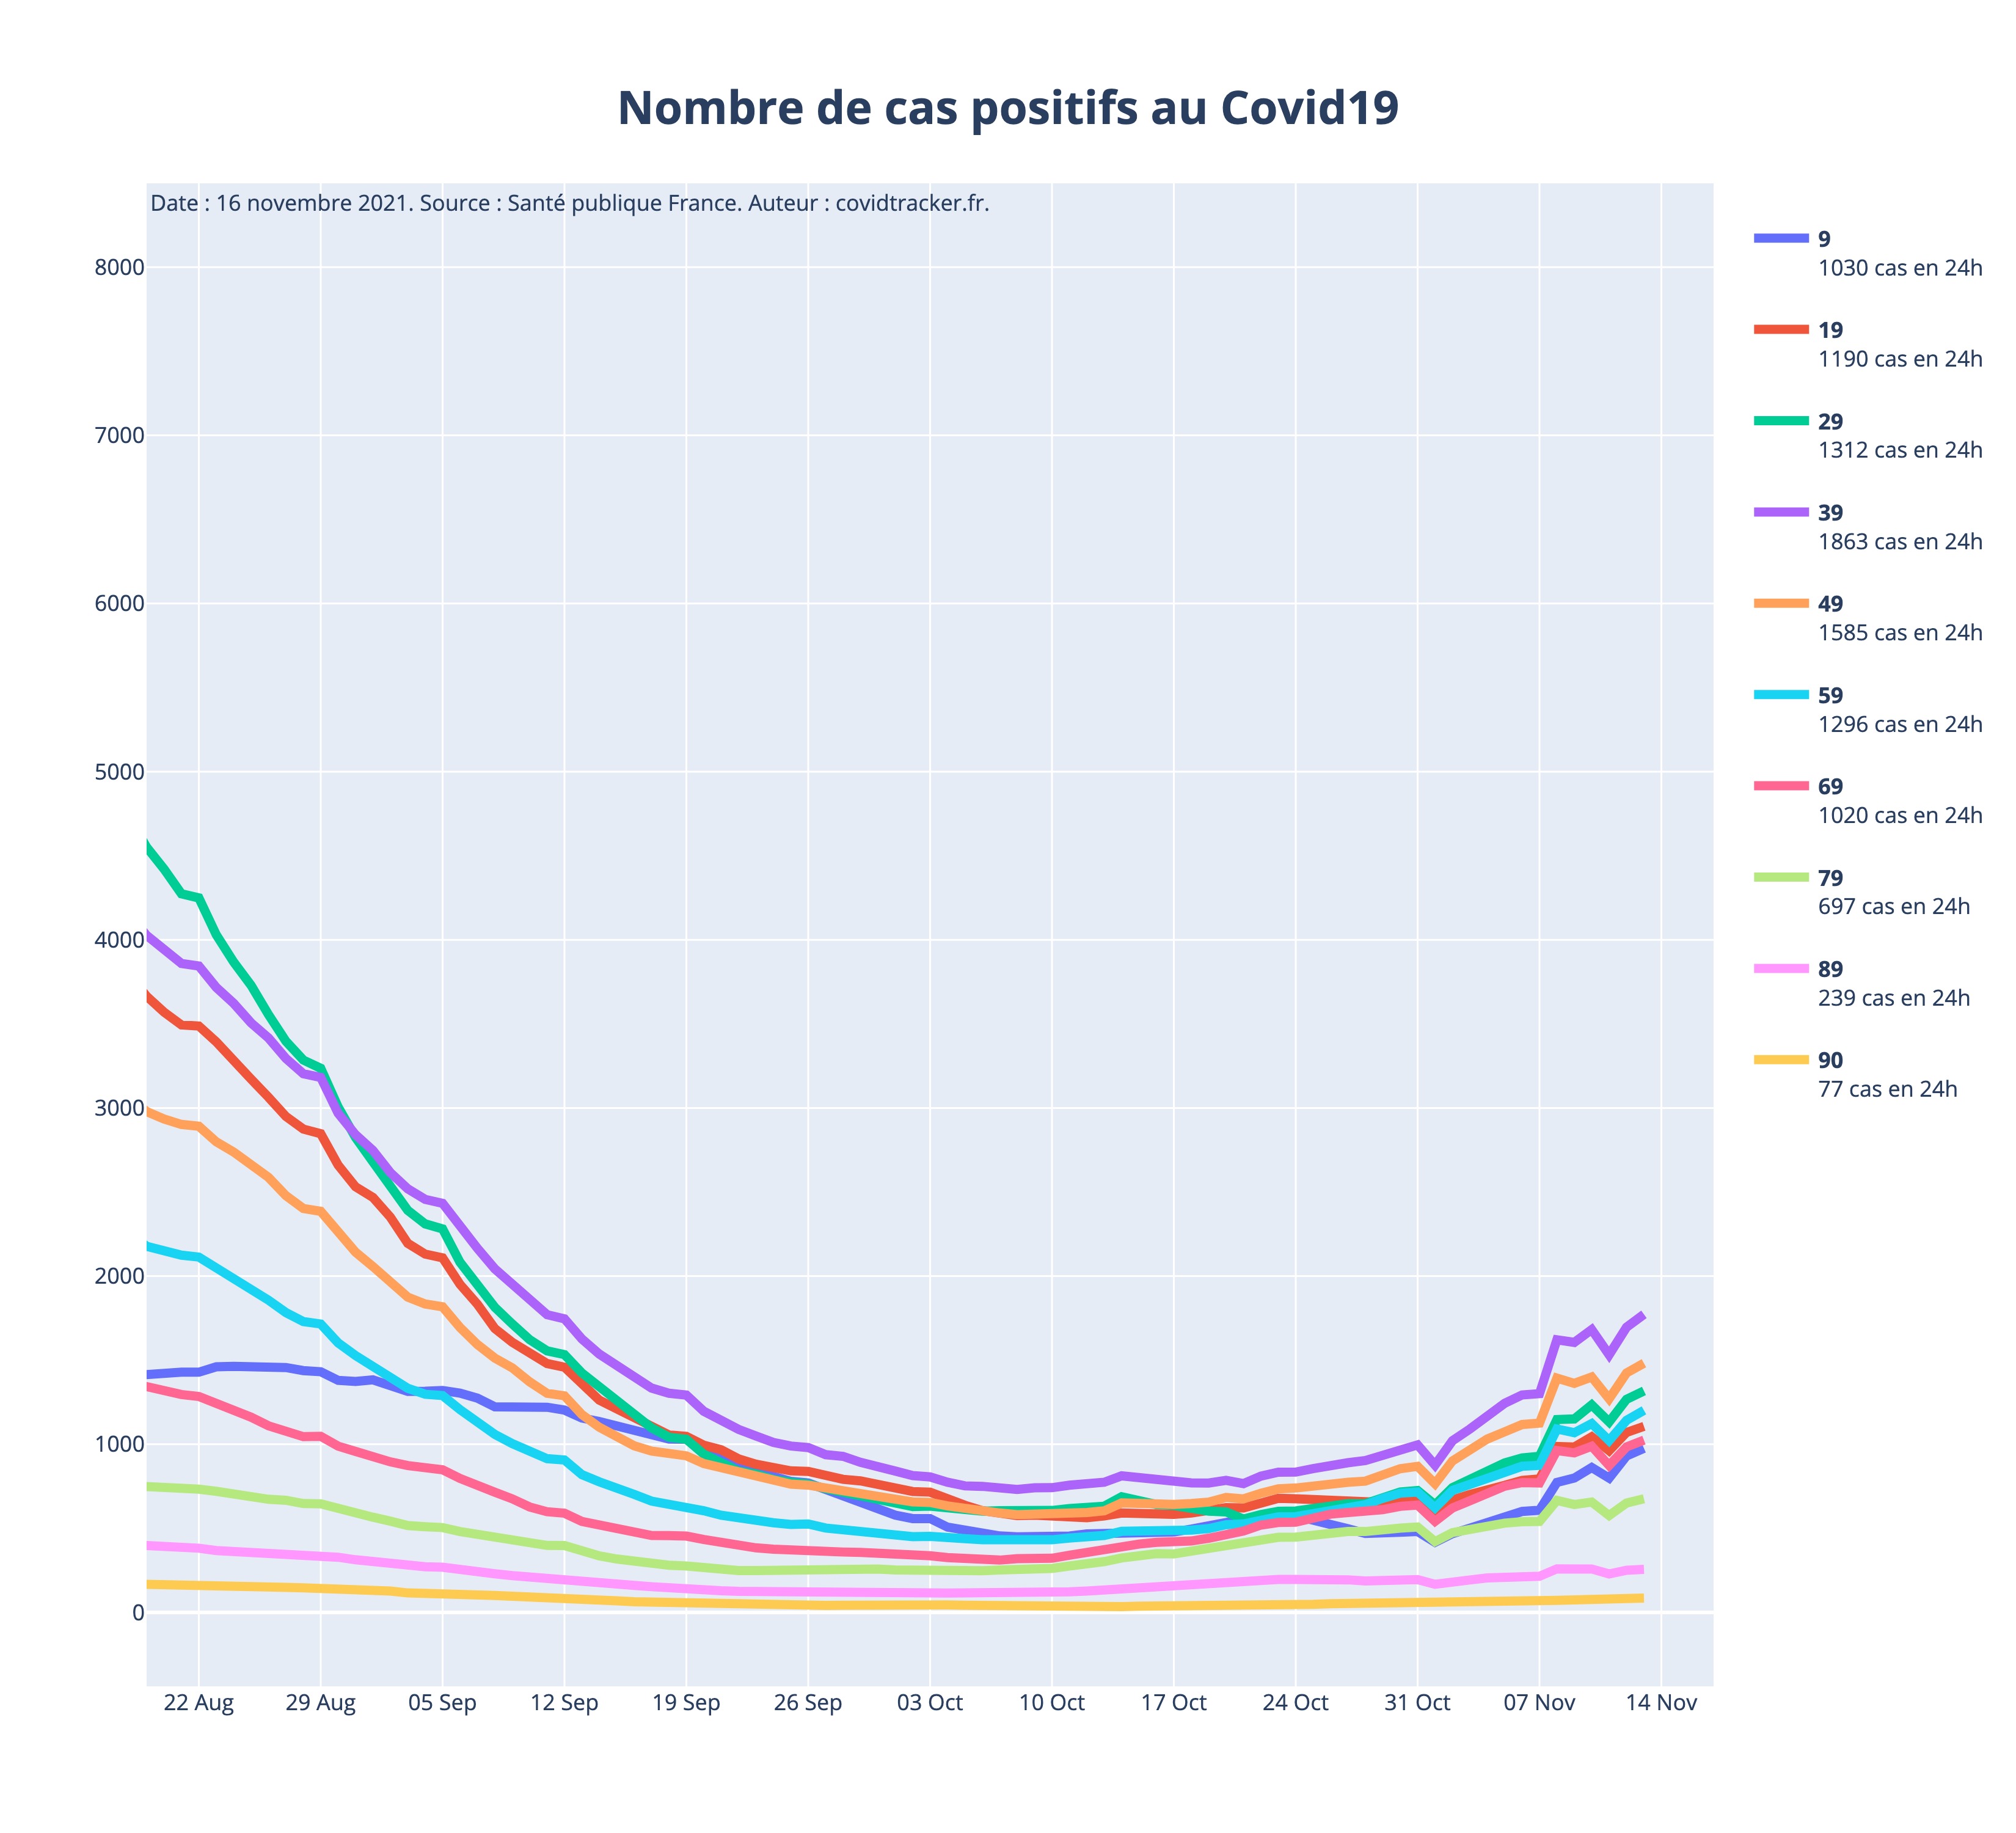 Nombre de cas positifs au Covid19
Date : 16 novembre 2021. Source : Santé publique France. Auteur : covidtracker.fr.
8000
7000
6000
5000
4000
3000
2000
1000
0
22 Aug
29 Aug
05 Sep
12 Sep
19 Sep
26 Sep
03 Oct
10 Oct
17 Oct
24 Oct
31 Oct
07 Nov
14 Nov
9
1030 cas en 24h
19
1190 cas en 24h
29
1312 cas en 24h
39
1863 cas en 24h
49
1585 cas en 24h
59
1296 cas en 24h
69
1020 cas en 24h
79
697 cas en 24h
89
239 cas en 24h
90
77 cas en 24h